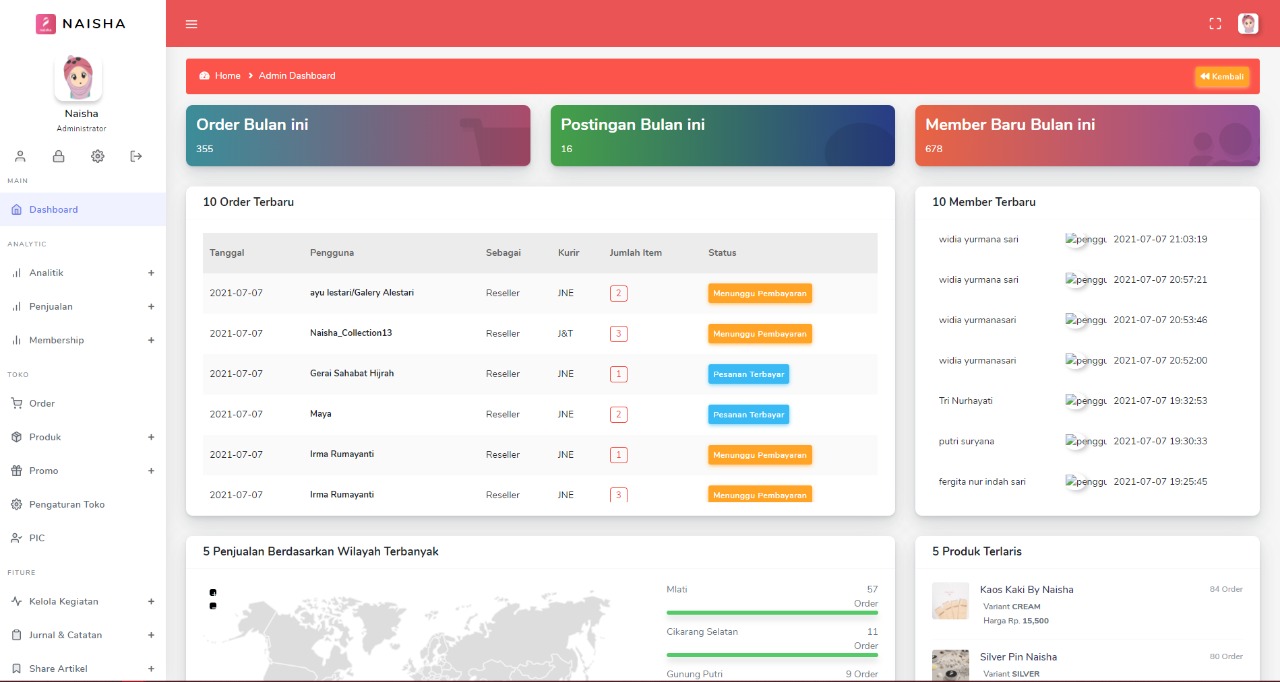 NAISHA
Naisha
Administrator
MAIN
Dashboard
ANALYTIC
Analitik +
Penjualan +
Membership +
TOKO
Order
Produk +
Promo +
Pengaturan Toko
PIC
FITURE
Kelola Kegiatan +
Jurnal & Catatan +
Share Artikel +
Home > Admin Dashboard
Kembali
Order Bulan ini
355
Postingan Bulan ini
16
Member Baru Bulan ini
678
10 Order Terbaru
Tanggal Pengguna Sebagai Kurir Jumlah Item Status
2021-07-07 ayu lestari/Galery Alestari Reseller JNE 2 Menunggu Pembayaran
2021-07-07 Naisha_Collection13 Reseller J&T 3 Menunggu Pembayaran
2021-07-07 Gerai Sahabat Hijrah Reseller JNE 1 Pesanan Terbayar
2021-07-07 Maya Reseller JNE 2 Pesanan Terbayar
2021-07-07 Irma Rumayanti Reseller JNE 1 Menunggu Pembayaran
2021-07-07 Irma Rumayanti Reseller JNE 3 Menunggu Pembayaran
10 Member Terbaru
widia yurmana sari penggu 2021-07-07 21:03:19
widia yurmana sari penggu 2021-07-07 20:57:21
widia yurmanasari penggu 2021-07-07 20:53:46
widia yurmanasari penggu 2021-07-07 20:52:00
Tri Nurhayati penggu 2021-07-07 19:32:53
putri suryana penggu 2021-07-07 19:30:33
fergita nur indah sari penggu 2021-07-07 19:25:45
5 Penjualan Berdasarkan Wilayah Terbanyak
Mlati 57
Order
Cikarang Selatan 11
Order
Gunung Putri 9 Order
5 Produk Terlaris
Kaos Kaki By Naisha 84 Order
Variant CREAM
Harga Rp. 15,500
Silver Pin Naisha 80 Order
Variant SILVER